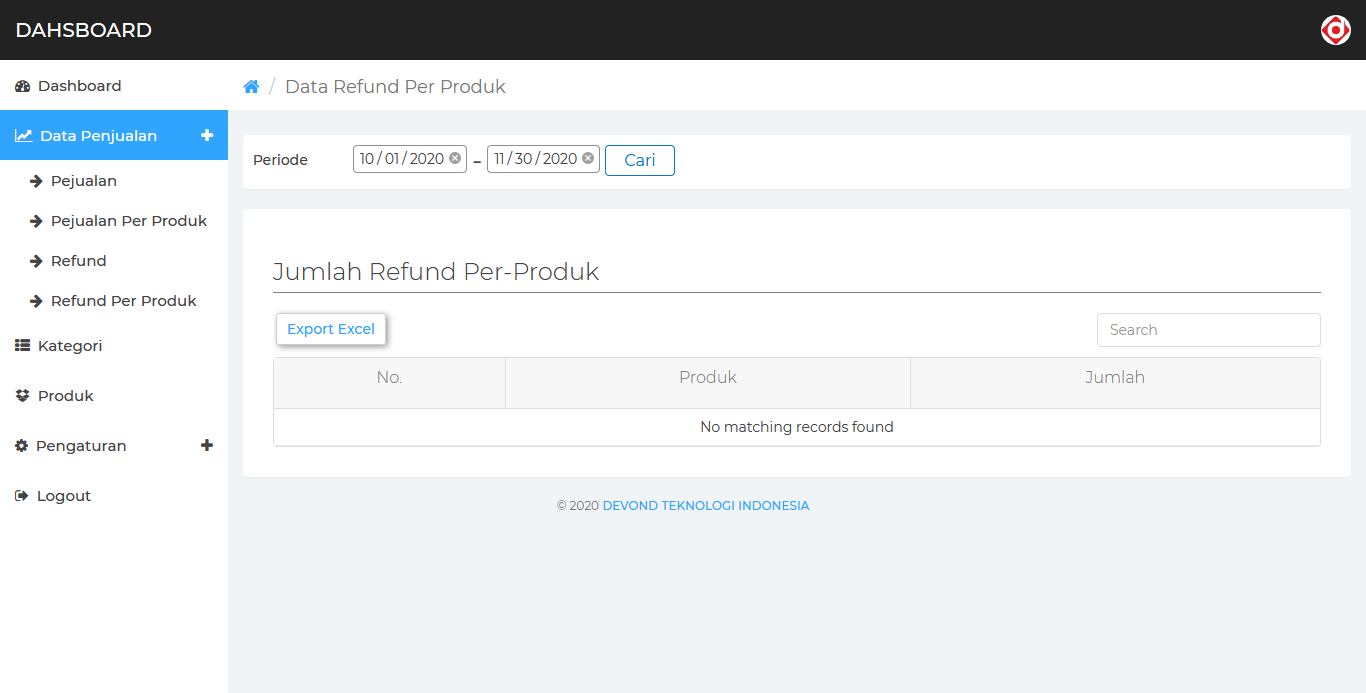 DAHSBOARD
Dashboard
Data Penjualan
Pejualan
Pejualan Per Produk
Refund
Refund Per Produk
Kategori
Produk
Pengaturan
Logout
/ Data Refund Per Produk
Periode 10/01/2020 - 11/30/2020 Cari
Jumlah Refund Per-Produk
Export Excel Search
No. Produk Jumlah
No matching records found
© 2020 DEVOND TEKNOLOGI INDONESIA